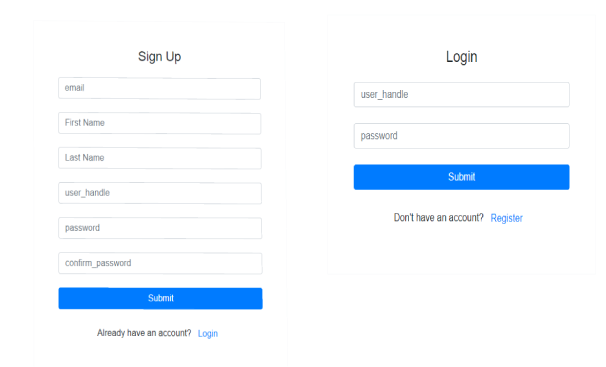 Sign Up
email
First Name
Last Name
user_handle
password
confirm_password
Submit
Already have an account? Login
Login
user_handle
password
Submit
Don't have an account? Register